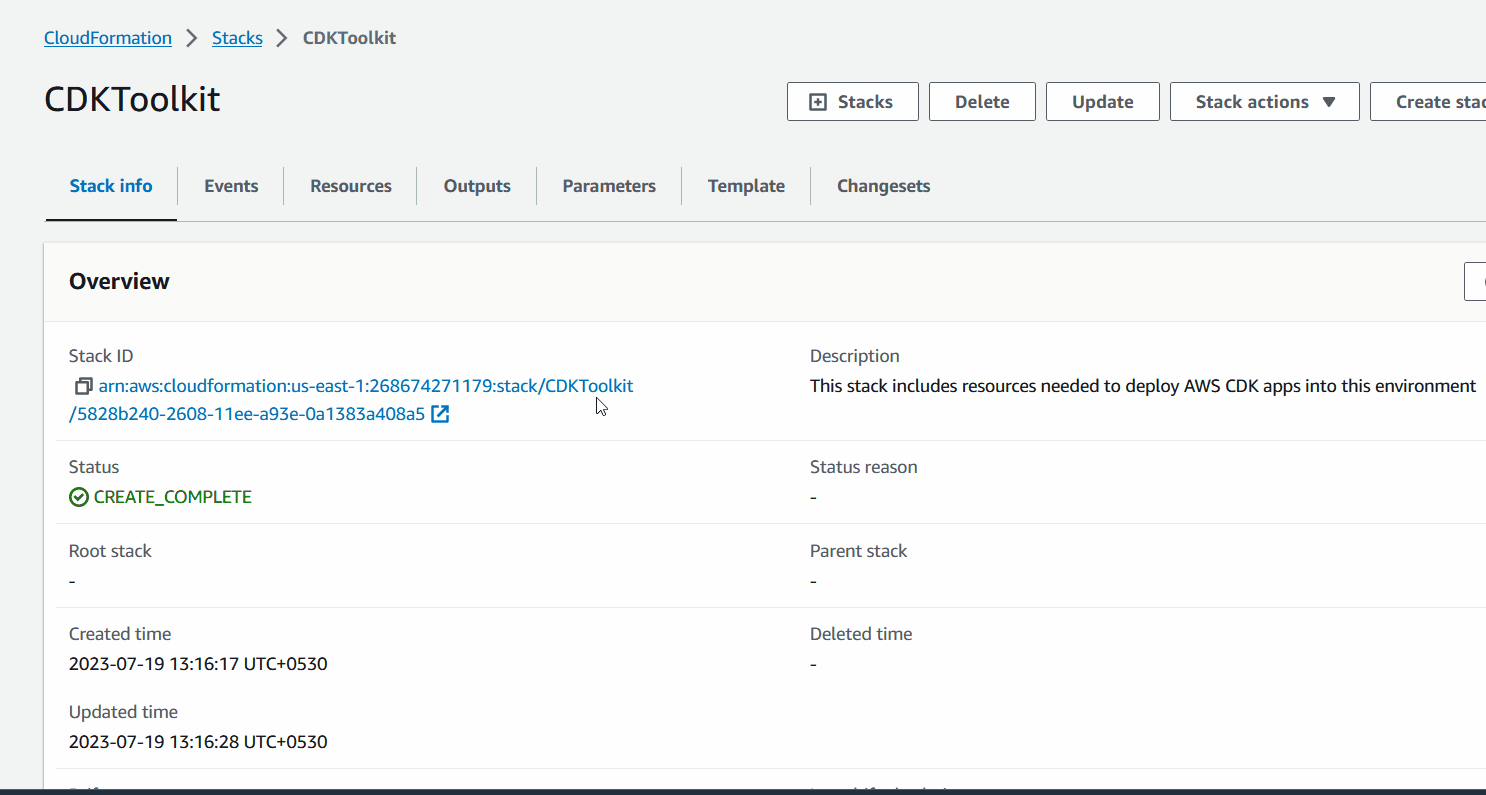 CloudFormation > Stacks > CDKToolkit
CDKToolkit
Stacks Delete Update Stack actions Create
Stack info Events Resources Outputs Parameters Template Changesets
Overview
Stack ID
arn:aws:cloudformation:us-east-1:268674271179:stack/CDKToolkit
/5828b240-2608-11ee-a93e-0a1383a408a5
Description
This stack includes resources needed to deploy AWS CDK apps into this environment
Status
CREATE_COMPLETE
Status reason
-
Root stack
-
Parent stack
-
Created time
2023-07-19 13:16:17 UTC+0530
Deleted time
-
Updated time
2023-07-19 13:16:28 UTC+0530